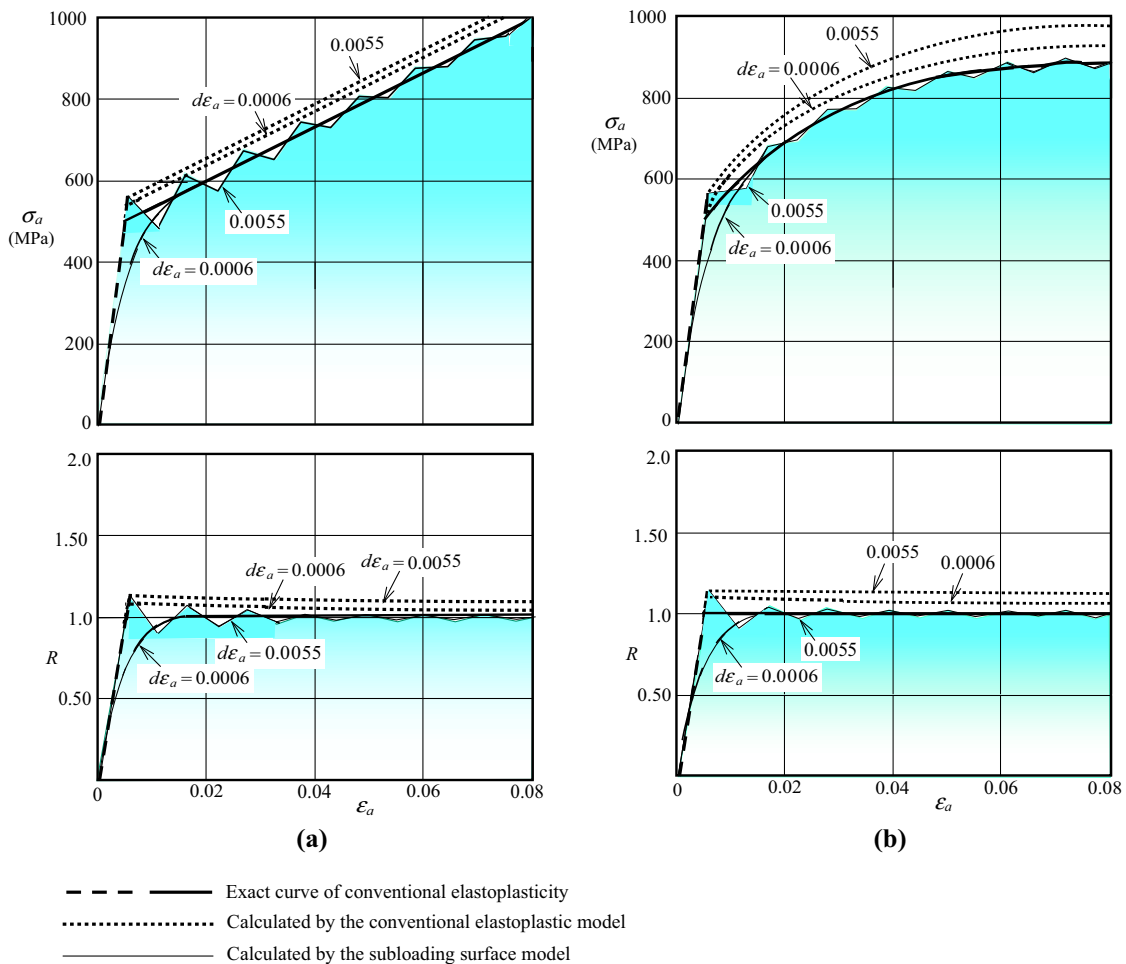 1000
800
600
σa
(MPa)
400
200
0
0.0055
dεa = 0.0006
0.0055
dεa = 0.0006
2.0
1.50
1.0
R
0.50
dεa = 0.0006
dεa = 0.0055
dεa = 0.0055
dεa = 0.0006
0
0.02
0.04
0.06
0.08
εa
(a)
1000
800
σa
(MPa)
600
400
200
0
0.0055
dεa = 0.0006
0.0055
dεa = 0.0006
2.0
1.50
1.0
R
0.50
0.0055
0.0006
0.0055
dεa = 0.0006
0
0.02
0.04
0.06
0.08
εa
(b)
Exact curve of conventional elastoplasticity
Calculated by the conventional elastoplastic model
Calculated by the subloading surface model